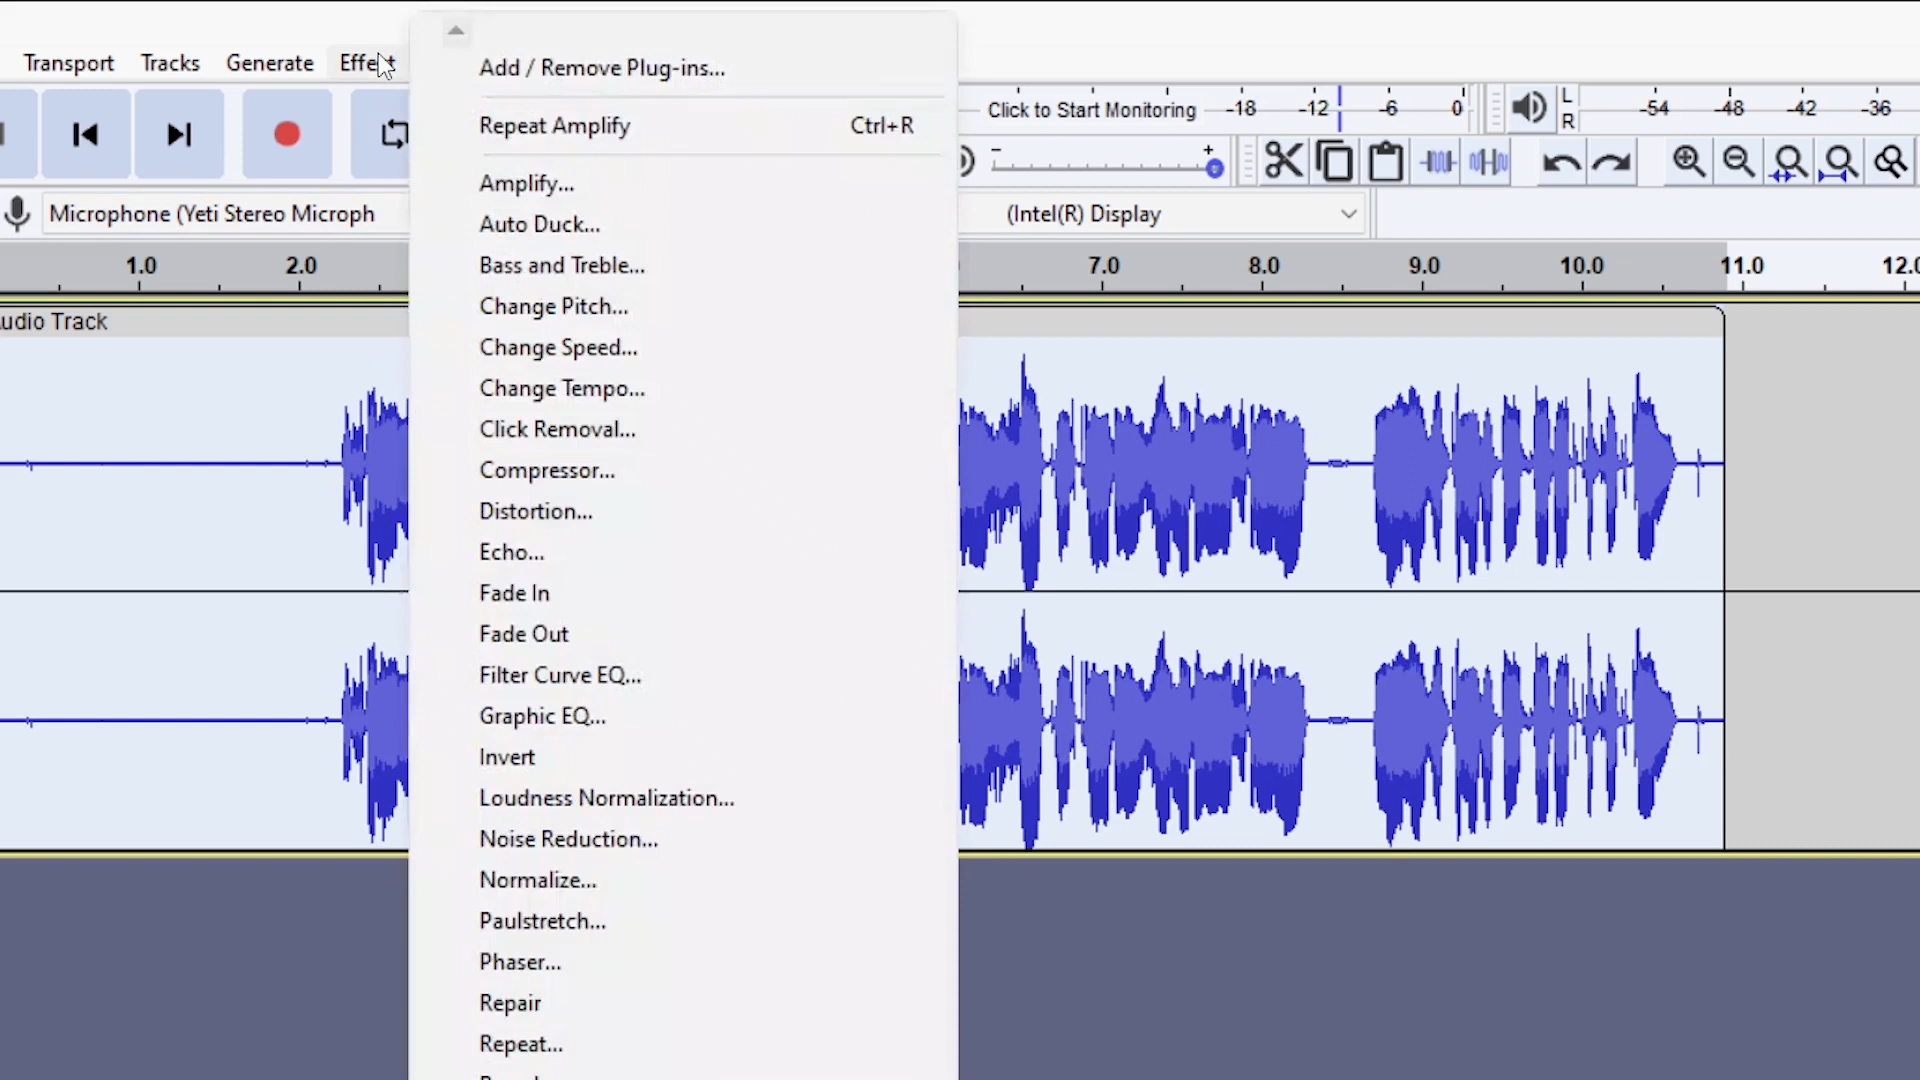 Transport Tracks Generate Effect
Add / Remove Plug-ins...
Repeat Amplify Ctrl+R
Click to Start Monitoring -18 -12 -6 0
L
R
-54 -48 -42 -36
- +
Amplify...
Microphone (Yeti Stereo Microph
(Intel(R) Display
Auto Duck...
1.0 2.0 7.0 8.0 9.0 10.0 11.0 12.0
Bass and Treble...
Change Pitch...
udio Track
Change Speed...
Change Tempo...
Click Removal...
Compressor...
Distortion...
Echo...
Fade In
Fade Out
Filter Curve EQ...
Graphic EQ...
Invert
Loudness Normalization...
Noise Reduction...
Normalize...
Paulstretch...
Phaser...
Repair
Repeat...